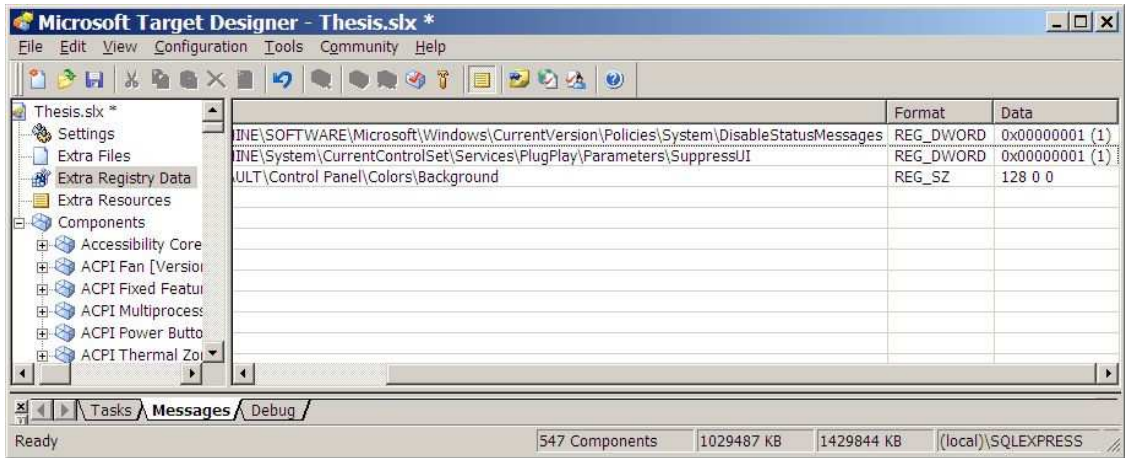 Microsoft Target Designer - Thesis.slx *
File Edit View Configuration Tools Community Help
Thesis.slx *
Settings
Extra Files
Extra Registry Data
Extra Resources
Components
Accessibility Core
ACPI Fan [Version
ACPI Fixed Featur
ACPI Multiprocess
ACPI Power Butto
ACPI Thermal Zo
Format Data
INE\SOFTWARE\Microsoft\Windows\CurrentVersion\Policies\System\DisableStatusMessages REG_DWORD 0x00000001 (1)
INE\System\CurrentControlSet\Services\PlugPlay\Parameters\SuppressUI REG_DWORD 0x00000001 (1)
AULT\Control Panel\Colors\Background REG_SZ 128 0 0
Tasks Messages Debug
Ready 547 Components 1029487 KB 1429844 KB (local)\SQLEXPRESS